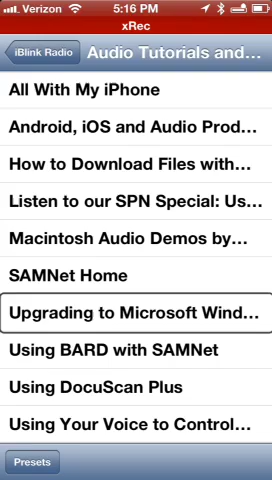 Verizon 5:16 PM
xRec
iBlink Radio Audio Tutorials and...
All With My iPhone
Android, iOS and Audio Prod...
How to Download Files with...
Listen to our SPN Special: Us...
Macintosh Audio Demos by...
SAMNet Home
Upgrading to Microsoft Wind...
Using BARD with SAMNet
Using DocuScan Plus
Using Your Voice to Control...
Presets